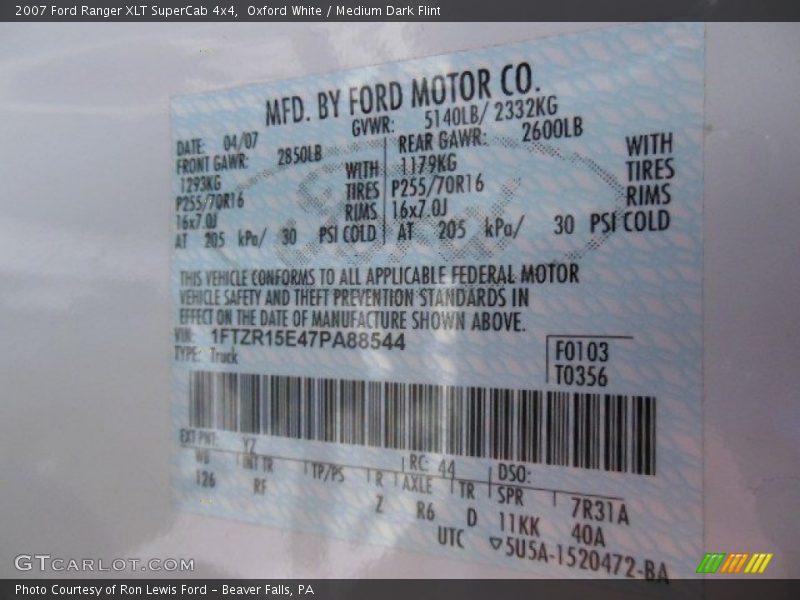 2007 Ford Ranger XLT SuperCab 4x4,  Oxford White / Medium Dark Flint
MFD. BY FORD MOTOR CO.
DATE: 04/07 GVWR: 5140LB/ 2332KG
FRONT GAWR: 2850LB REAR GAWR: 2600LB
1293KG WITH 1179KG WITH
P255/70R16 TIRES P255/70R16 TIRES
16x7.0J RIMS 16x7.0J RIMS
AT 205 kPa/ 30 PSI COLD AT 205 kPa/ 30 PSI COLD
THIS VEHICLE CONFORMS TO ALL APPLICABLE FEDERAL MOTOR
VEHICLE SAFETY AND THEFT PREVENTION STANDARDS IN
EFFECT ON THE DATE OF MANUFACTURE SHOWN ABOVE.
VIN: 1FTZR15E47PA88544
TYPE: Truck
F0103
T0356
EXT PNT: YZ RC: 44 DSO:
WB INT TR TP/PS R AXLE TR SPR 7R31A
126 RF Z R6 D 11KK 40A
UTC ▽5U5A-1520472-BA
GTCARLOT.COM
Photo Courtesy of Ron Lewis Ford – Beaver Falls, PA